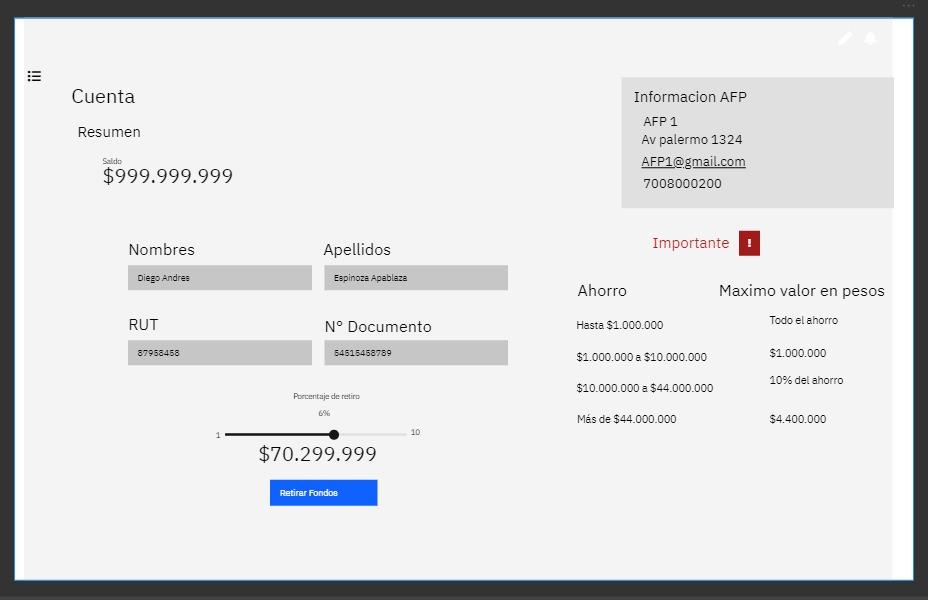 Cuenta
Resumen
Saldo
$999.999.999
Informacion AFP
AFP 1
Av palermo 1324
AFP1@gmail.com
7008000200
Importante !
Nombres
Apellidos
Diego Andres
Espinoza Apablaza
RUT
N° Documento
87958458
54515458789
Porcentaje de retiro
6%
1
10
$70.299.999
Retirar Fondos
Ahorro
Maximo valor en pesos
Hasta $1.000.000
Todo el ahorro
$1.000.000 a $10.000.000
$1.000.000
$10.000.000 a $44.000.000
10% del ahorro
Más de $44.000.000
$4.400.000